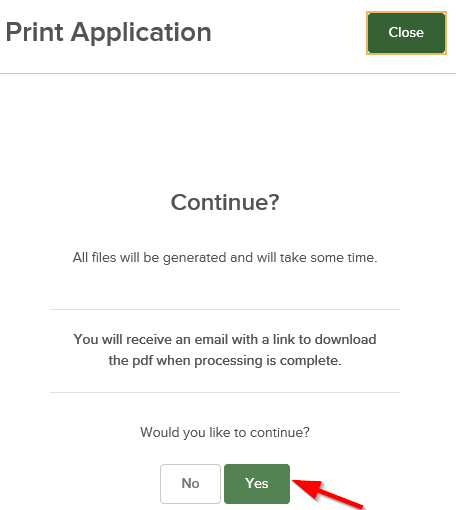 Print Application
Close
Continue?
All files will be generated and will take some time.
You will receive an email with a link to download
the pdf when processing is complete.
Would you like to continue?
No
Yes